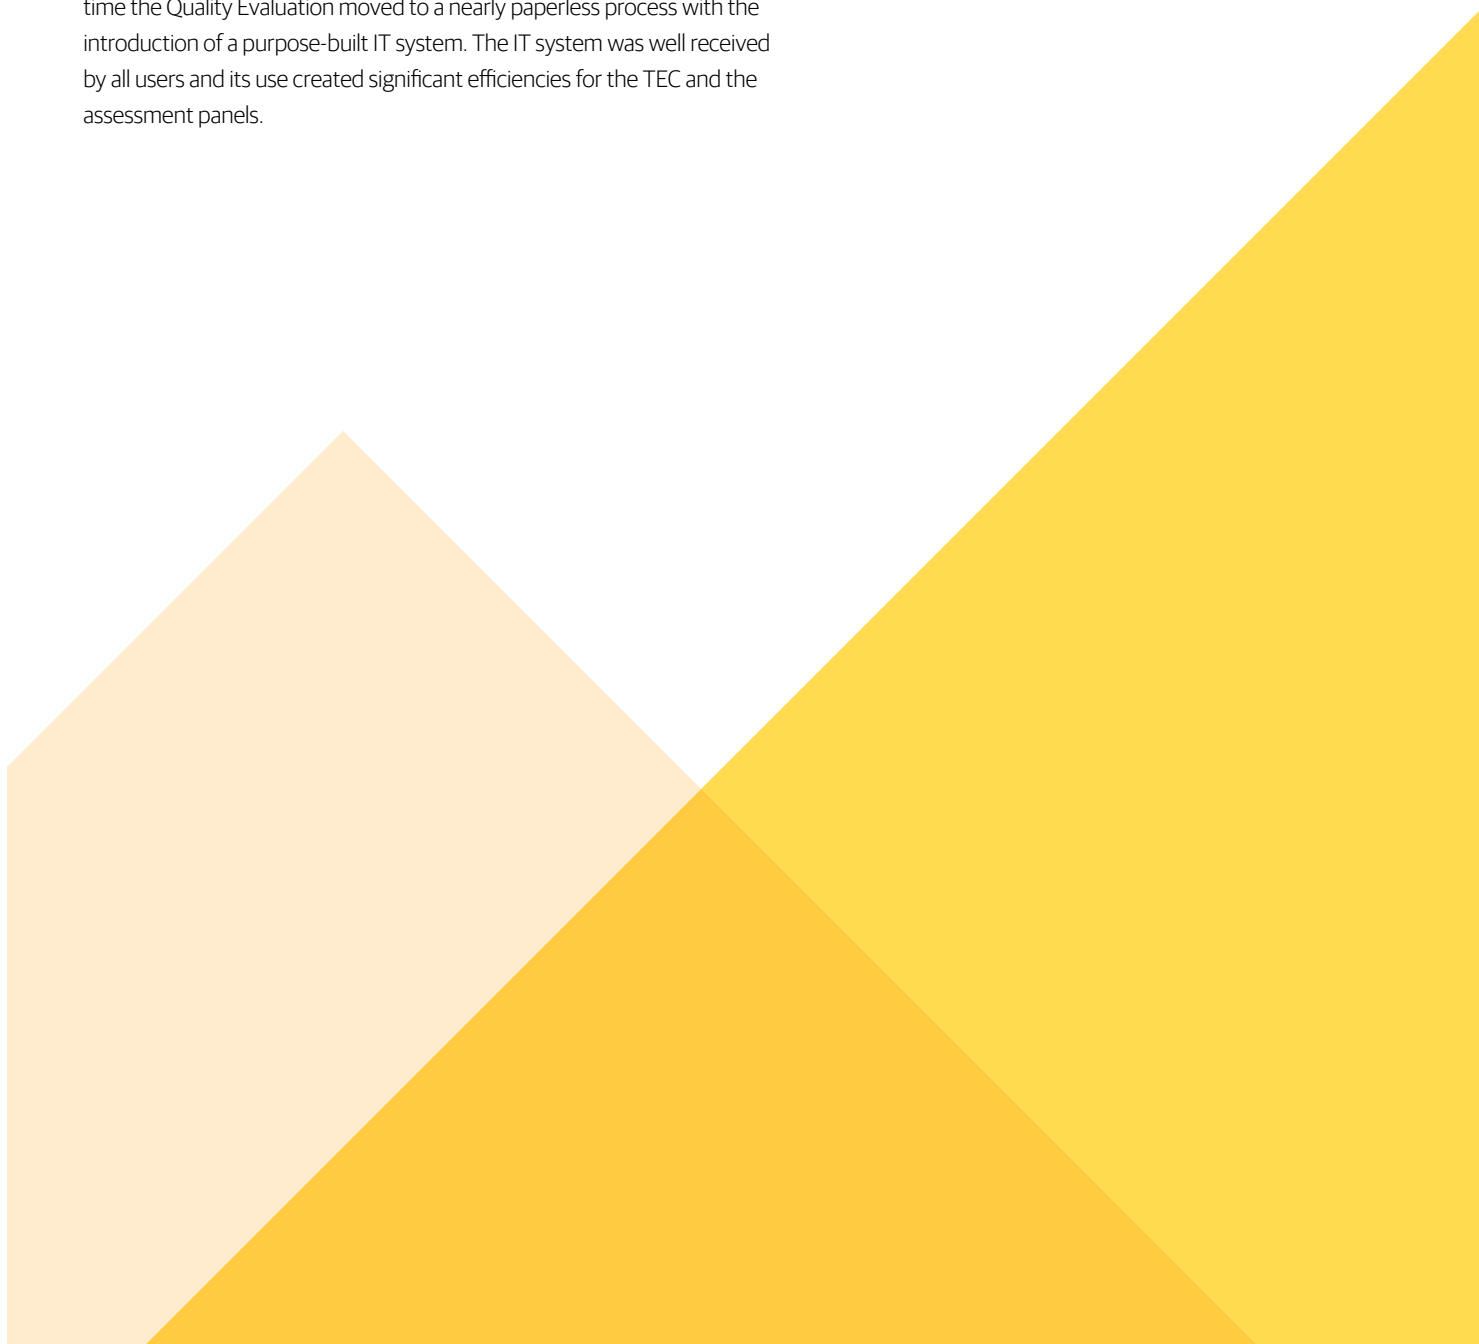 time the Quality Evaluation moved to a nearly paperless process with the
introduction of a purpose-built IT system. The IT system was well received
by all users and its use created significant efficiencies for the TEC and the
assessment panels.